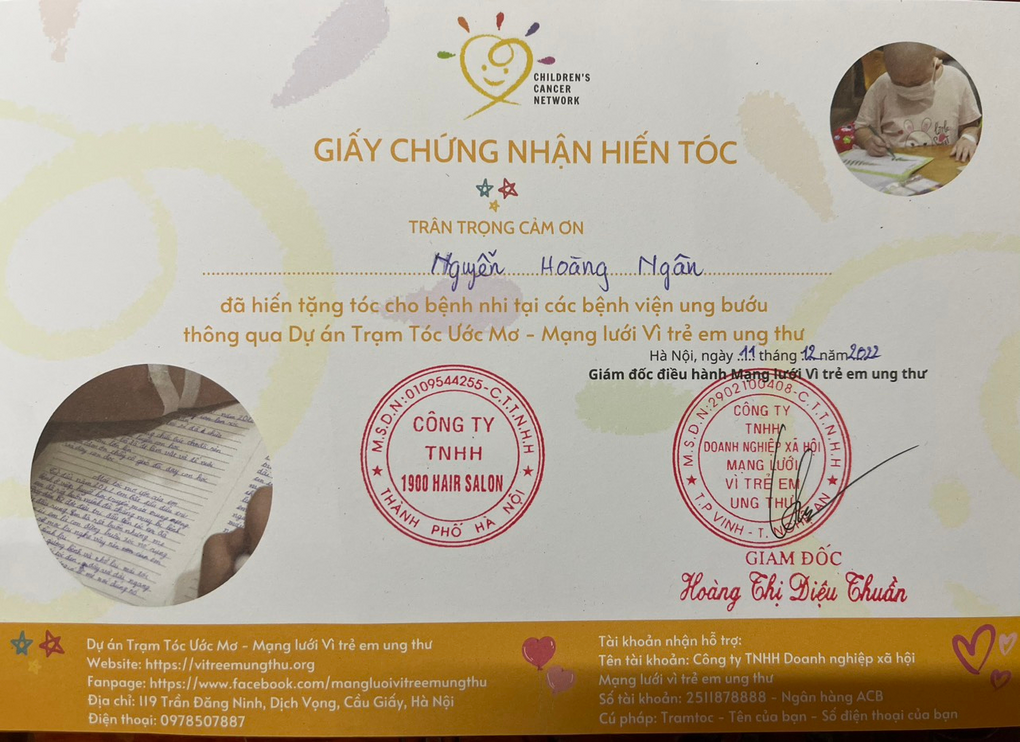 CHILDREN'S
CANCER
NETWORK
GIẤY CHỨNG NHẬN HIẾN TÓC
TRÂN TRỌNG CẢM ƠN
Nguyễn Hoàng Ngân
đã hiến tặng tóc cho bệnh nhi tại các bệnh viện ung bướu
thông qua Dự án Trạm Tóc Ước Mơ - Mạng lưới Vì trẻ em ung thư
Hà Nội, ngày 11 tháng 12 năm 2022
Giám đốc điều hành Mạng lưới Vì trẻ em ung thư
M.S.D.N:0109544255-C.T.T.N.H.H
CÔNG TY
TNHH
1900 HAIR SALON
THÀNH PHỐ HÀ NỘI
M.S.D.N:2902100408-C.T.T.N.H.H
CÔNG TY
TNHH
DOANH NGHIỆP XÃ HỘI
MẠNG LƯỚI
VÌ TRẺ EM
UNG THƯ
T.P VINH - T. NGHỆ AN
GIÁM ĐỐC
Hoàng Thị Diệu Thuần
Dự án Trạm Tóc Ước Mơ - Mạng lưới Vì trẻ em ung thư
Website: https://vitreemungthu.org
Fanpage: https://www.facebook.com/mangluoivitreemungthu
Địa chỉ: 119 Trần Đăng Ninh, Dịch Vọng, Cầu Giấy, Hà Nội
Điện thoại: 0978507887
Tài khoản nhận hỗ trợ:
Tên tài khoản: Công ty TNHH Doanh nghiệp xã hội
Mạng lưới vì trẻ em ung thư
Số tài khoản: 2511878888 - Ngân hàng ACB
Cú pháp: Tramtoc - Tên của bạn - Số điện thoại của bạn